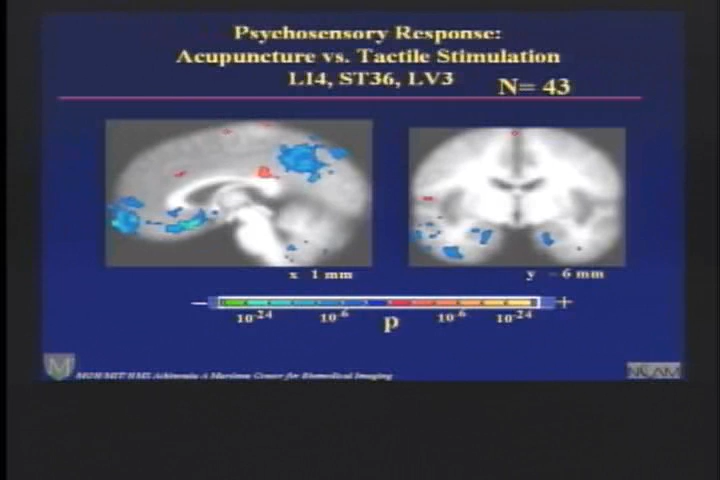 Psychosensory Response:
Acupuncture vs. Tactile Stimulation
LI4, ST36, LV3
N= 43
x 1 mm
y -6 mm
− +
10-24 10-6 p 10-6 10-24
M
MGH/MIT/HMS Athinoula A Martinos Center for Biomedical Imaging
NCAM